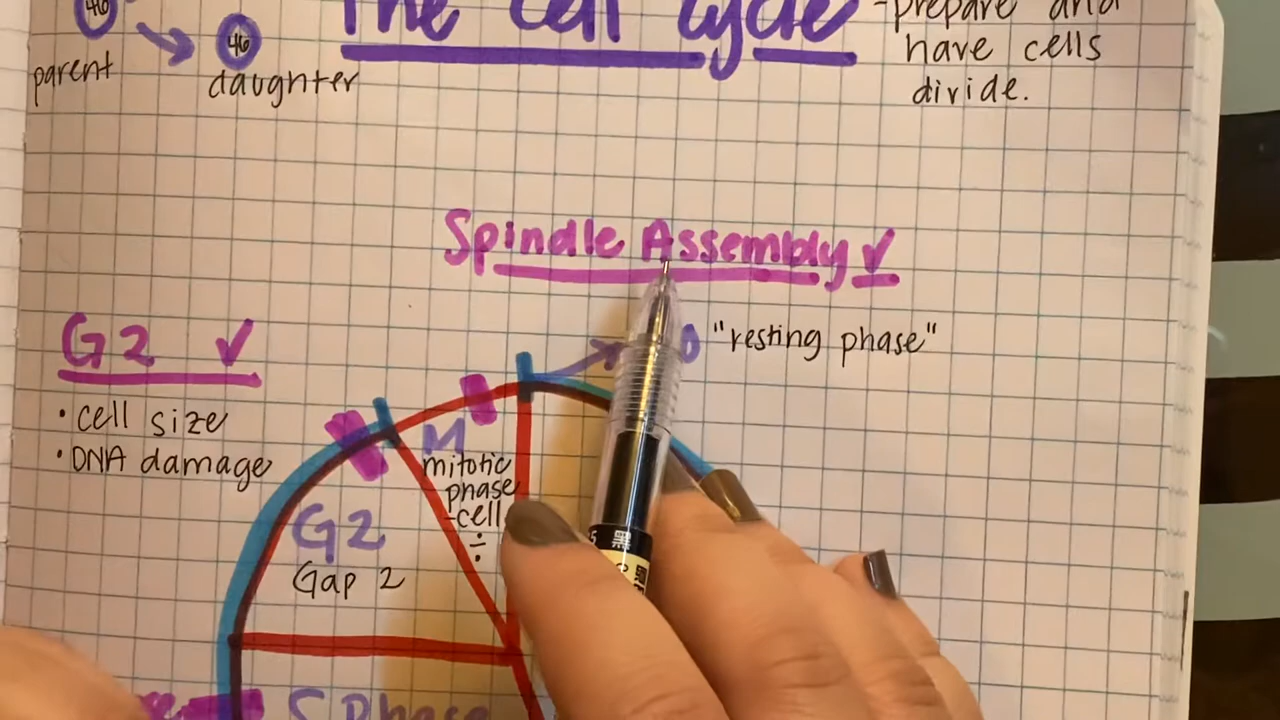 46
The Cell Cycle
-prepare and
have cells
divide.
46
parent
daughter
Spindle Assembly ✓
"resting phase"
G2 ✓
• cell size
• DNA damage
M
mitotic
phase
-cell
÷
G2
Gap 2
S Phase
黑